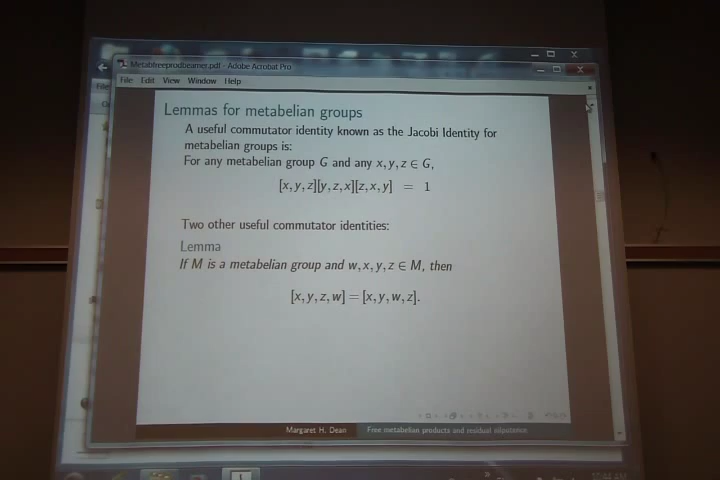 Metabfreeprodbeamer.pdf - Adobe Acrobat Pro
File Edit View Window Help
Lemmas for metabelian groups
A useful commutator identity known as the Jacobi Identity for
metabelian groups is:
For any metabelian group G and any x, y, z ∈ G,
[x, y, z][y, z, x][z, x, y] = 1
Two other useful commutator identities:
Lemma
If M is a metabelian group and w, x, y, z ∈ M, then
[x, y, z, w] = [x, y, w, z].
Margaret H. Dean Free metabelian products and residual nilpotence